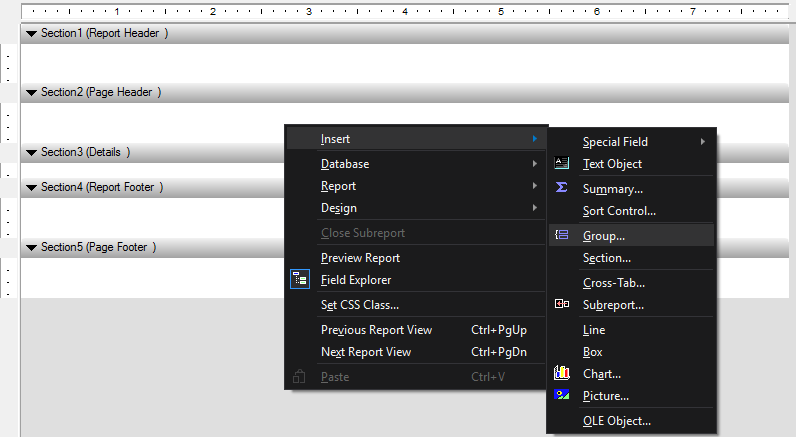 1 2 3 4 5 6 7
Section1 (Report Header )
Section2 (Page Header )
Section3 (Details )
Section4 (Report Footer )
Section5 (Page Footer )
Insert
Database
Report
Design
Close Subreport
Preview Report
Field Explorer
Set CSS Class...
Previous Report View Ctrl+PgUp
Next Report View Ctrl+PgDn
Paste Ctrl+V
Special Field
Text Object
Summary...
Sort Control...
Group...
Section...
Cross-Tab...
Subreport...
Line
Box
Chart...
Picture...
OLE Object...